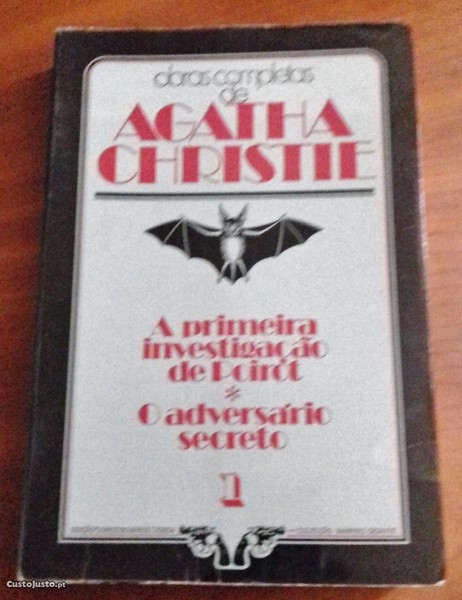 obras completas
de
AGATHA
CHRISTIE
A primeira
investigação
de Poirot
*
O adversário
secreto
1
CustoJusto.pt